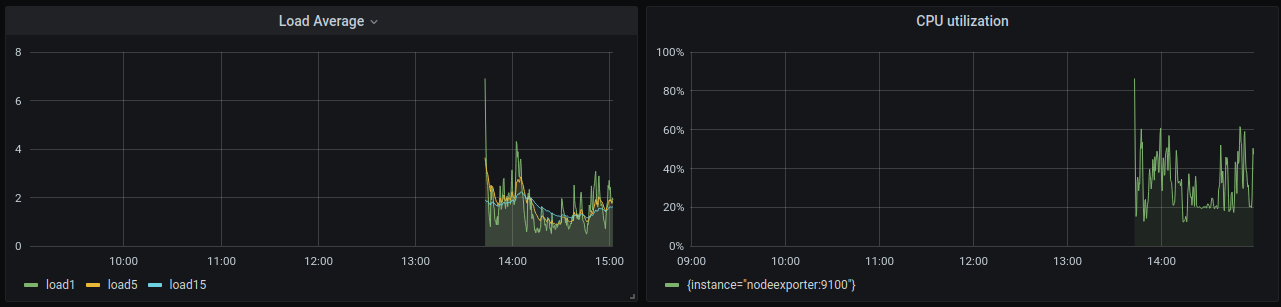 Load Average
8
6
4
2
0
10:00 11:00 12:00 13:00 14:00 15:00
load1 load5 load15
CPU utilization
100%
80%
60%
40%
20%
0%
09:00 10:00 11:00 12:00 13:00 14:00
{instance="nodeexporter:9100"}